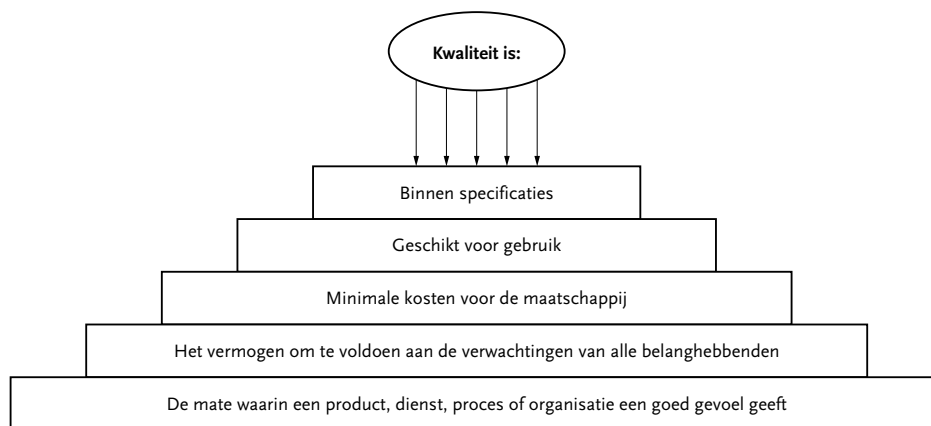 Kwaliteit is:
Binnen specificaties
Geschikt voor gebruik
Minimale kosten voor de maatschappij
Het vermogen om te voldoen aan de verwachtingen van alle belanghebbenden
De mate waarin een product, dienst, proces of organisatie een goed gevoel geeft